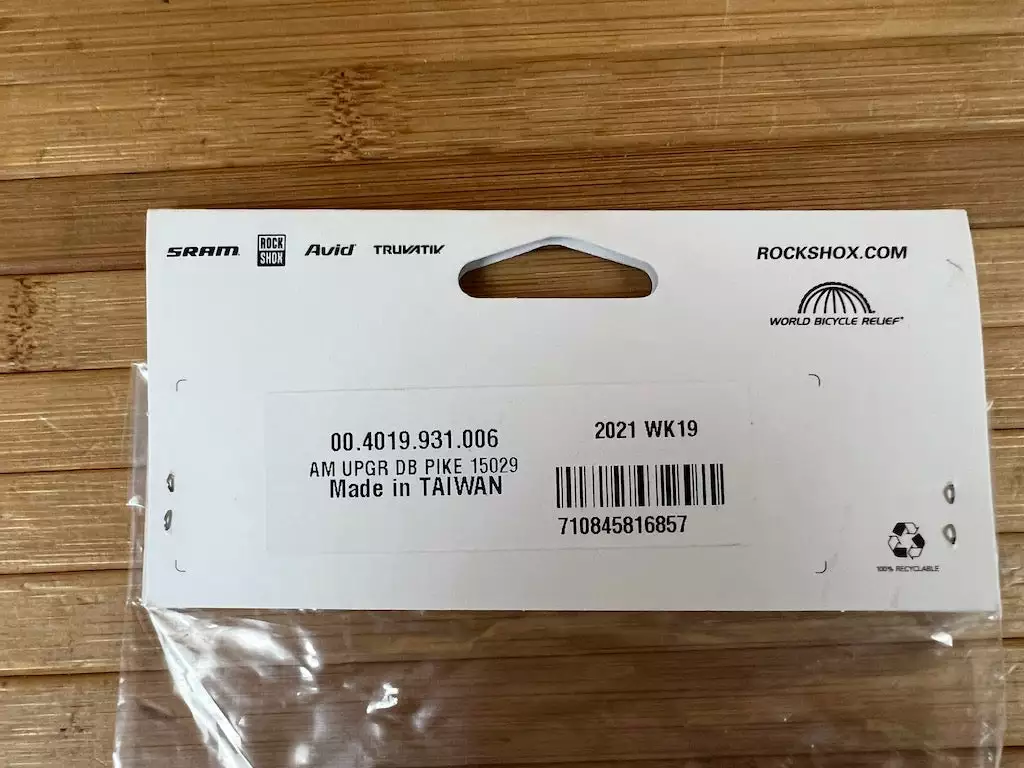 SRAM ROCK SHOX Avid TRUVATIV
ROCKSHOX.COM
WORLD BICYCLE RELIEF
00.4019.931.006
AM UPGR DB PIKE 15029
Made in TAIWAN
2021 WK19
710845816857
100% RECYCLABLE